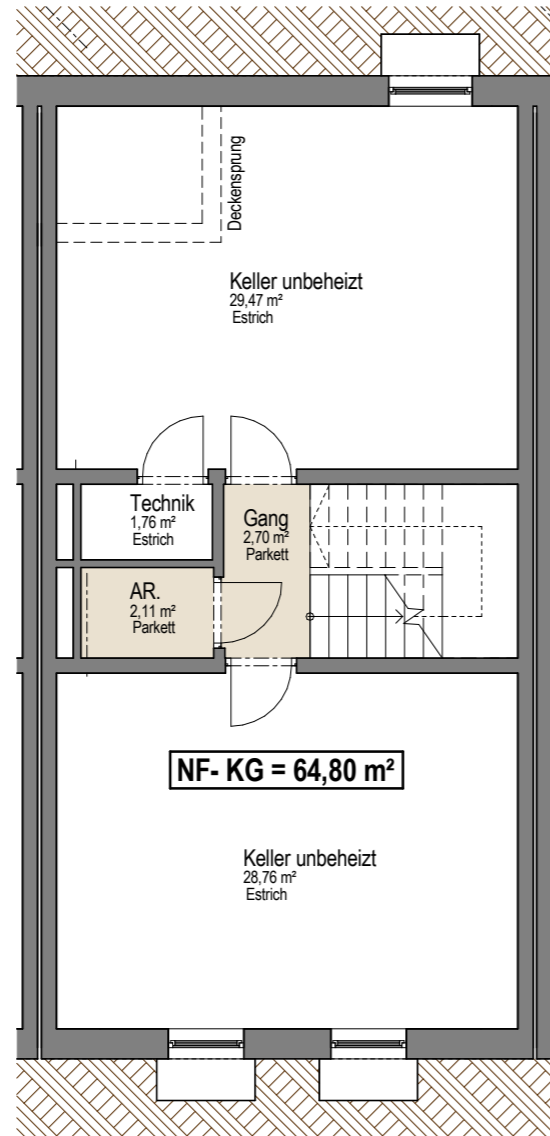 Deckensprung
Keller unbeheizt
29,47 m²
Estrich
Technik
1,76 m²
Estrich
Gang
2,70 m²
Parkett
AR.
2,11 m²
Parkett
NF- KG = 64,80 m²
Keller unbeheizt
28,76 m²
Estrich